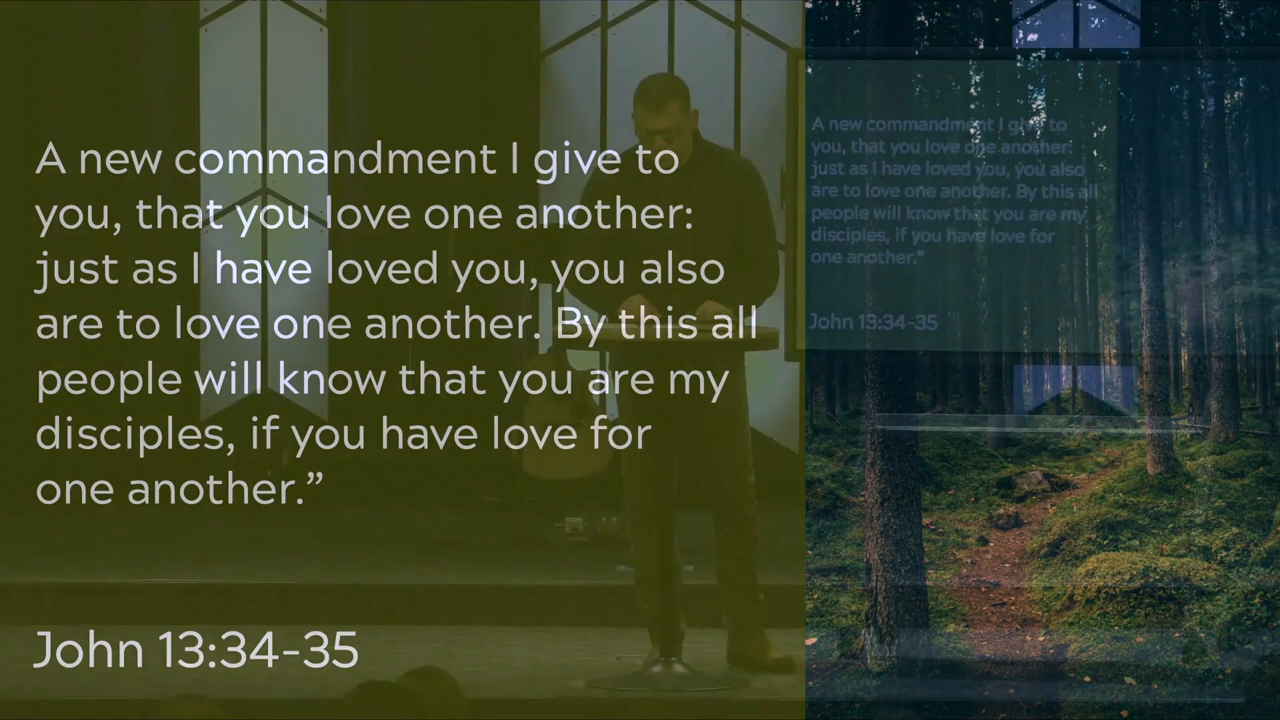 A new commandment I give to
you, that you love one another:
just as I have loved you, you also
are to love one another. By this all
people will know that you are my
disciples, if you have love for
one another.”
John 13:34-35
A new commandment I give to
you, that you love one another:
just as I have loved you, you also
are to love one another. By this all
people will know that you are my
disciples, if you have love for
one another.”
John 13:34-35